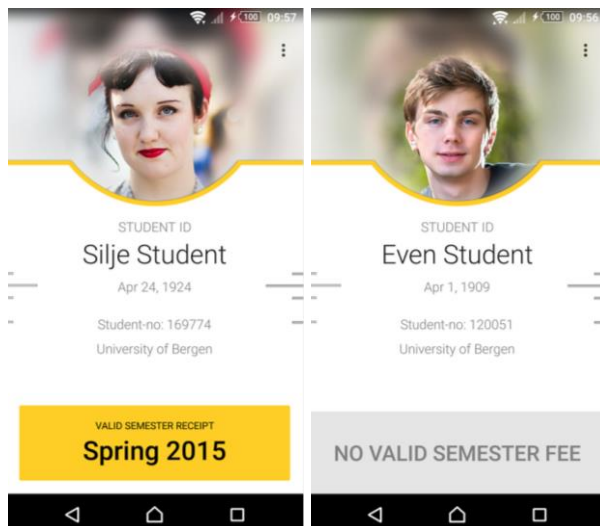 100 09:57
STUDENT ID
Silje Student
Apr 24, 1924
Student-no: 169774
University of Bergen
VALID SEMESTER RECEIPT
Spring 2015
100 09:56
STUDENT ID
Even Student
Apr 1, 1909
Student-no: 120051
University of Bergen
NO VALID SEMESTER FEE